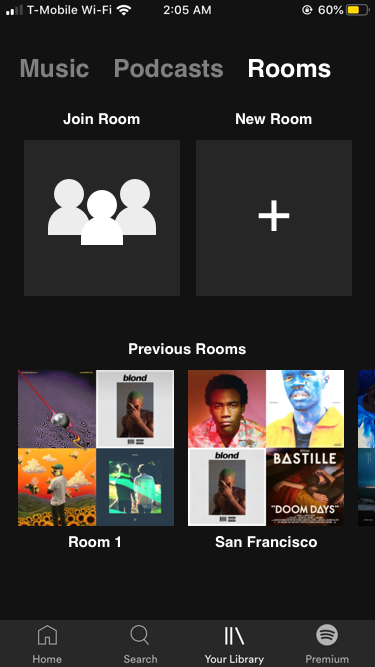 T-Mobile Wi-Fi 2:05 AM 60%
Music Podcasts Rooms
Join Room New Room
Previous Rooms
blond
blond
BASTILLE
"DOOM DAYS"
Room 1 San Francisco
Home Search Your Library Premium